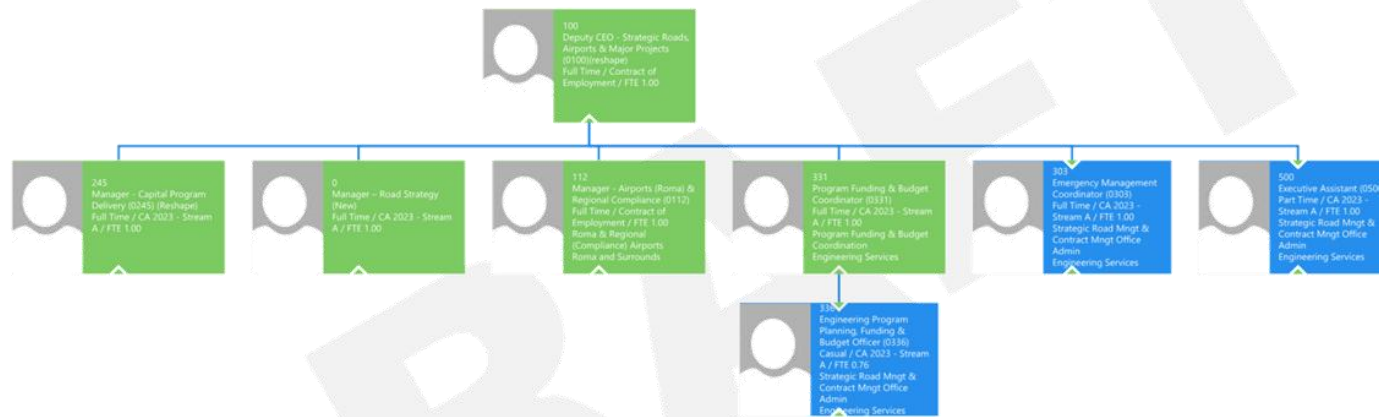 100
Deputy CEO - Strategic Roads,
Airports & Major Projects
(0100)(reshape)
Full Time / Contract of
Employment / FTE 1.00
245
Manager - Capital Program
Delivery (0245) (Reshape)
Full Time / CA 2023 - Stream
A / FTE 1.00
0
Manager – Road Strategy
(New)
Full Time / CA 2023 - Stream
A / FTE 1.00
112
Manager - Airports (Roma) &
Regional Compliance (0112)
Full Time / Contract of
Employment / FTE 1.00
Roma & Regional
(Compliance) Airports
Roma and Surrounds
331
Program Funding & Budget
Coordinator (0331)
Full Time / CA 2023 - Stream
A / FTE 1.00
Program Funding & Budget
Coordination
Engineering Services
303
Emergency Management
Coordinator (0303)
Full Time / CA 2023 -
Stream A / FTE 1.00
Strategic Road Mngt &
Contract Mngt Office
Admin
Engineering Services
500
Executive Assistant (0500
Part Time / CA 2023 -
Stream A / FTE 1.00
Strategic Road Mngt &
Contract Mngt Office
Admin
Engineering Services
336
Engineering Program
Planning, Funding &
Budget Officer (0336)
Casual / CA 2023 - Stream
A / FTE 0.76
Strategic Road Mngt &
Contract Mngt Office
Admin
Engineering Services